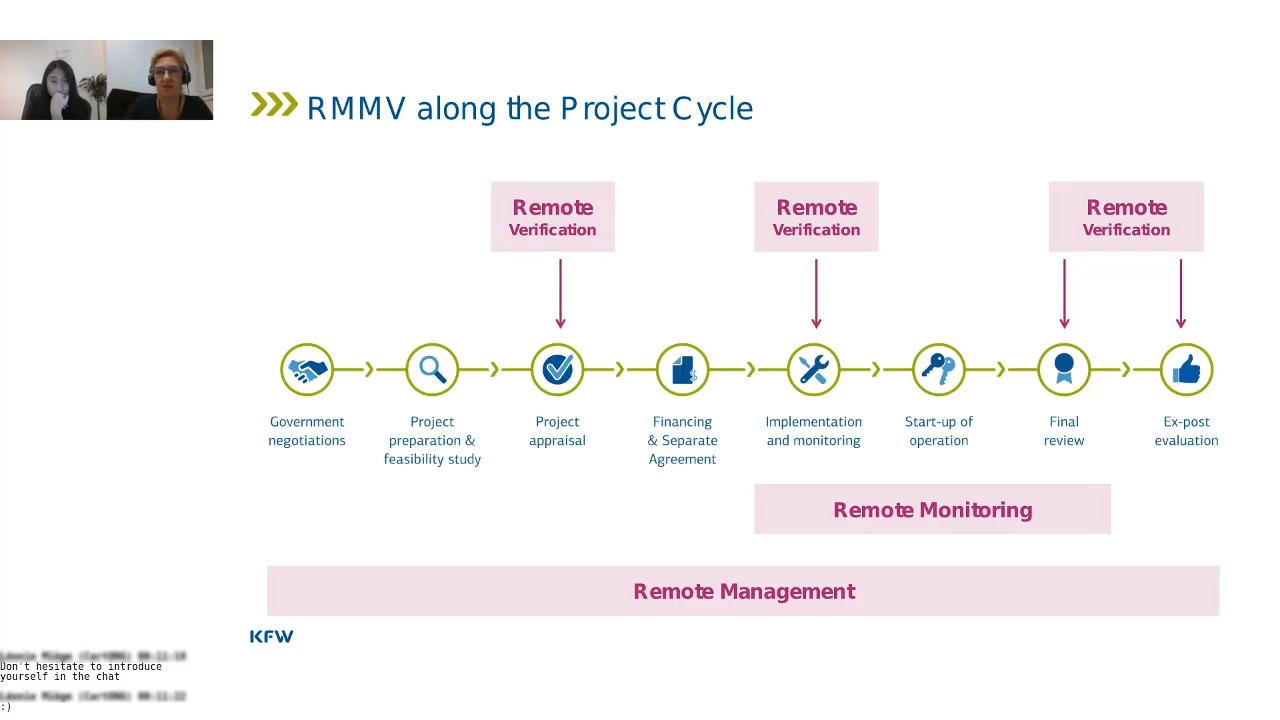 RMMV along the Project Cycle
Remote
Verification
Remote
Verification
Remote
Verification
Government
negotiations
Project
preparation &
feasibility study
Project
appraisal
Financing
& Separate
Agreement
Implementation
and monitoring
Start-up of
operation
Final
review
Ex-post
evaluation
Remote Monitoring
Remote Management
KFW
Don't hesitate to introduce
yourself in the chat
:)